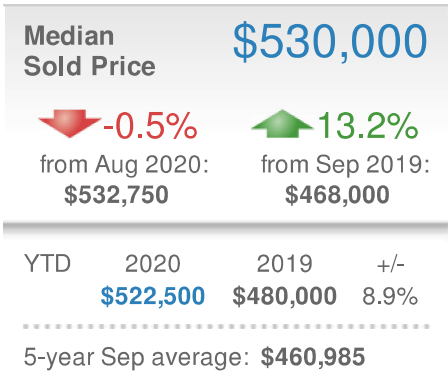 Median $530,000
Sold Price
-0.5% 13.2%
from Aug 2020: from Sep 2019:
$532,750 $468,000
YTD 2020 2019 +/-
$522,500 $480,000 8.9%
5-year Sep average: $460,985